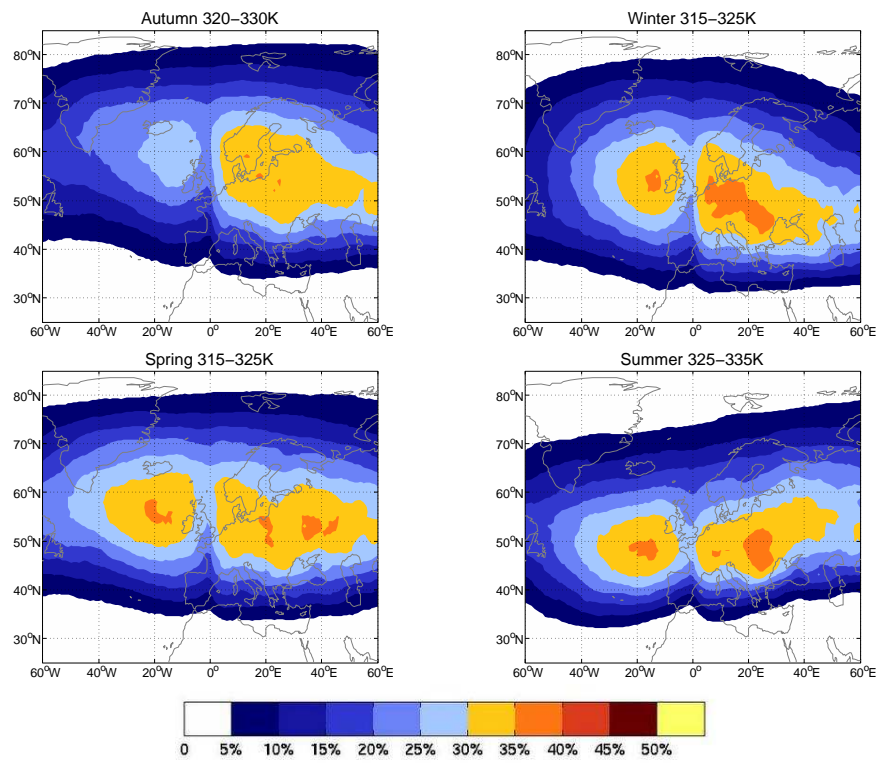 Autumn 320−330K
80°N
70°N
60°N
50°N
40°N
30°N
60°W 40°W 20°W 0° 20°E 40°E 60°E
Winter 315−325K
80°N
70°N
60°N
50°N
40°N
30°N
60°W 40°W 20°W 0° 20°E 40°E 60°E
Spring 315−325K
80°N
70°N
60°N
50°N
40°N
30°N
60°W 40°W 20°W 0° 20°E 40°E 60°E
Summer 325−335K
80°N
70°N
60°N
50°N
40°N
30°N
60°W 40°W 20°W 0° 20°E 40°E 60°E
0 5% 10% 15% 20% 25% 30% 35% 40% 45% 50%